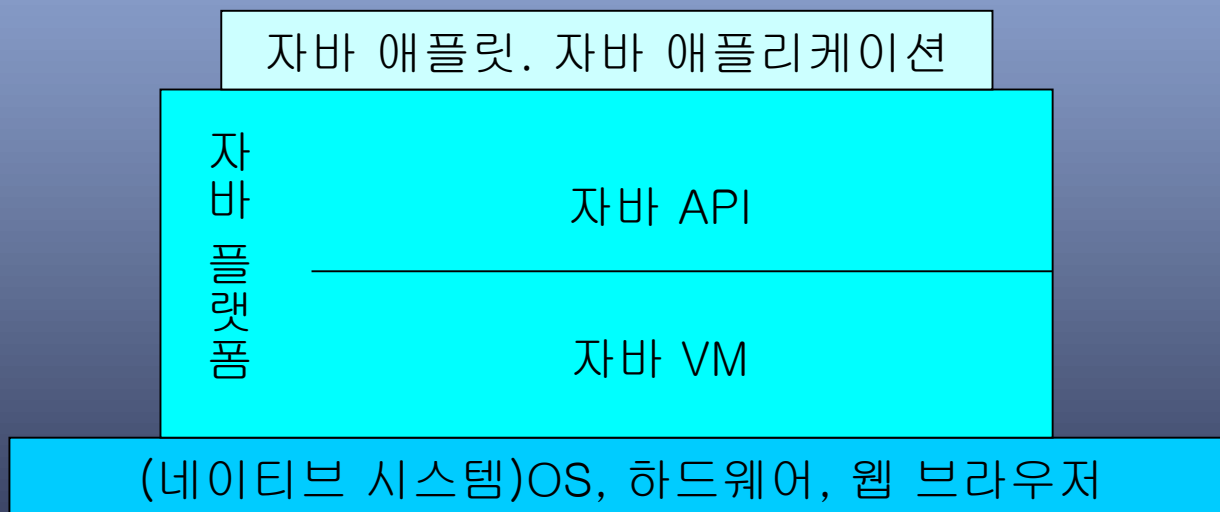 자바 애플릿. 자바 애플리케이션
자바 플랫폼
자바 API
자바 VM
(네이티브 시스템)OS, 하드웨어, 웹 브라우저